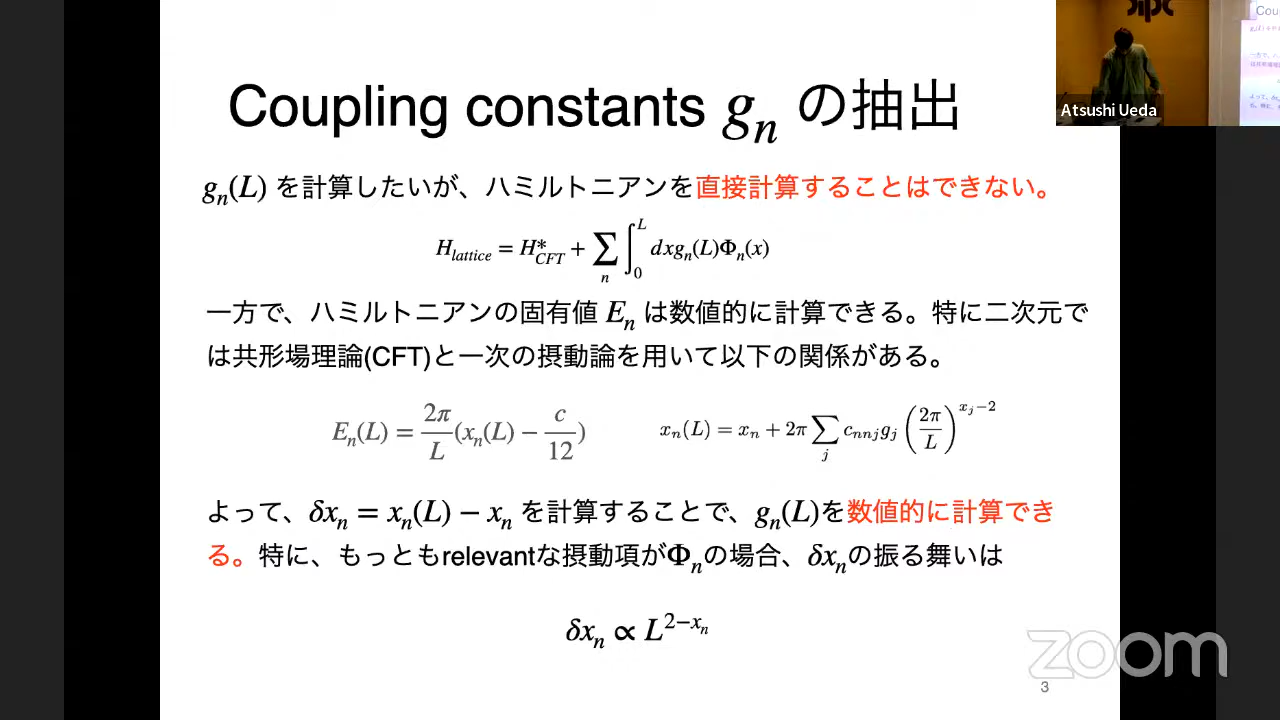 Coupling constants gₙ の抽出
gₙ(L) を計算したいが、ハミルトニアンを直接計算することはできない。
H_lattice = H*_CFT + ∑_n ∫_0^L dxgₙ(L)Φₙ(x)
一方で、ハミルトニアンの固有値 Eₙ は数値的に計算できる。特に二次元で
は共形場理論(CFT)と一次の摂動論を用いて以下の関係がある。
Eₙ(L) = 2π/L (xₙ(L) − c/12)
xₙ(L) = xₙ + 2π ∑_j c_nnj g_j (2π/L)^{x_j−2}
よって、δxₙ = xₙ(L) − xₙ を計算することで、gₙ(L)を数値的に計算でき
る。特に、もっともrelevantな摂動項がΦₙの場合、δxₙの振る舞いは
δxₙ ∝ L^{2−xₙ}
3
zoom
Atsushi Ueda